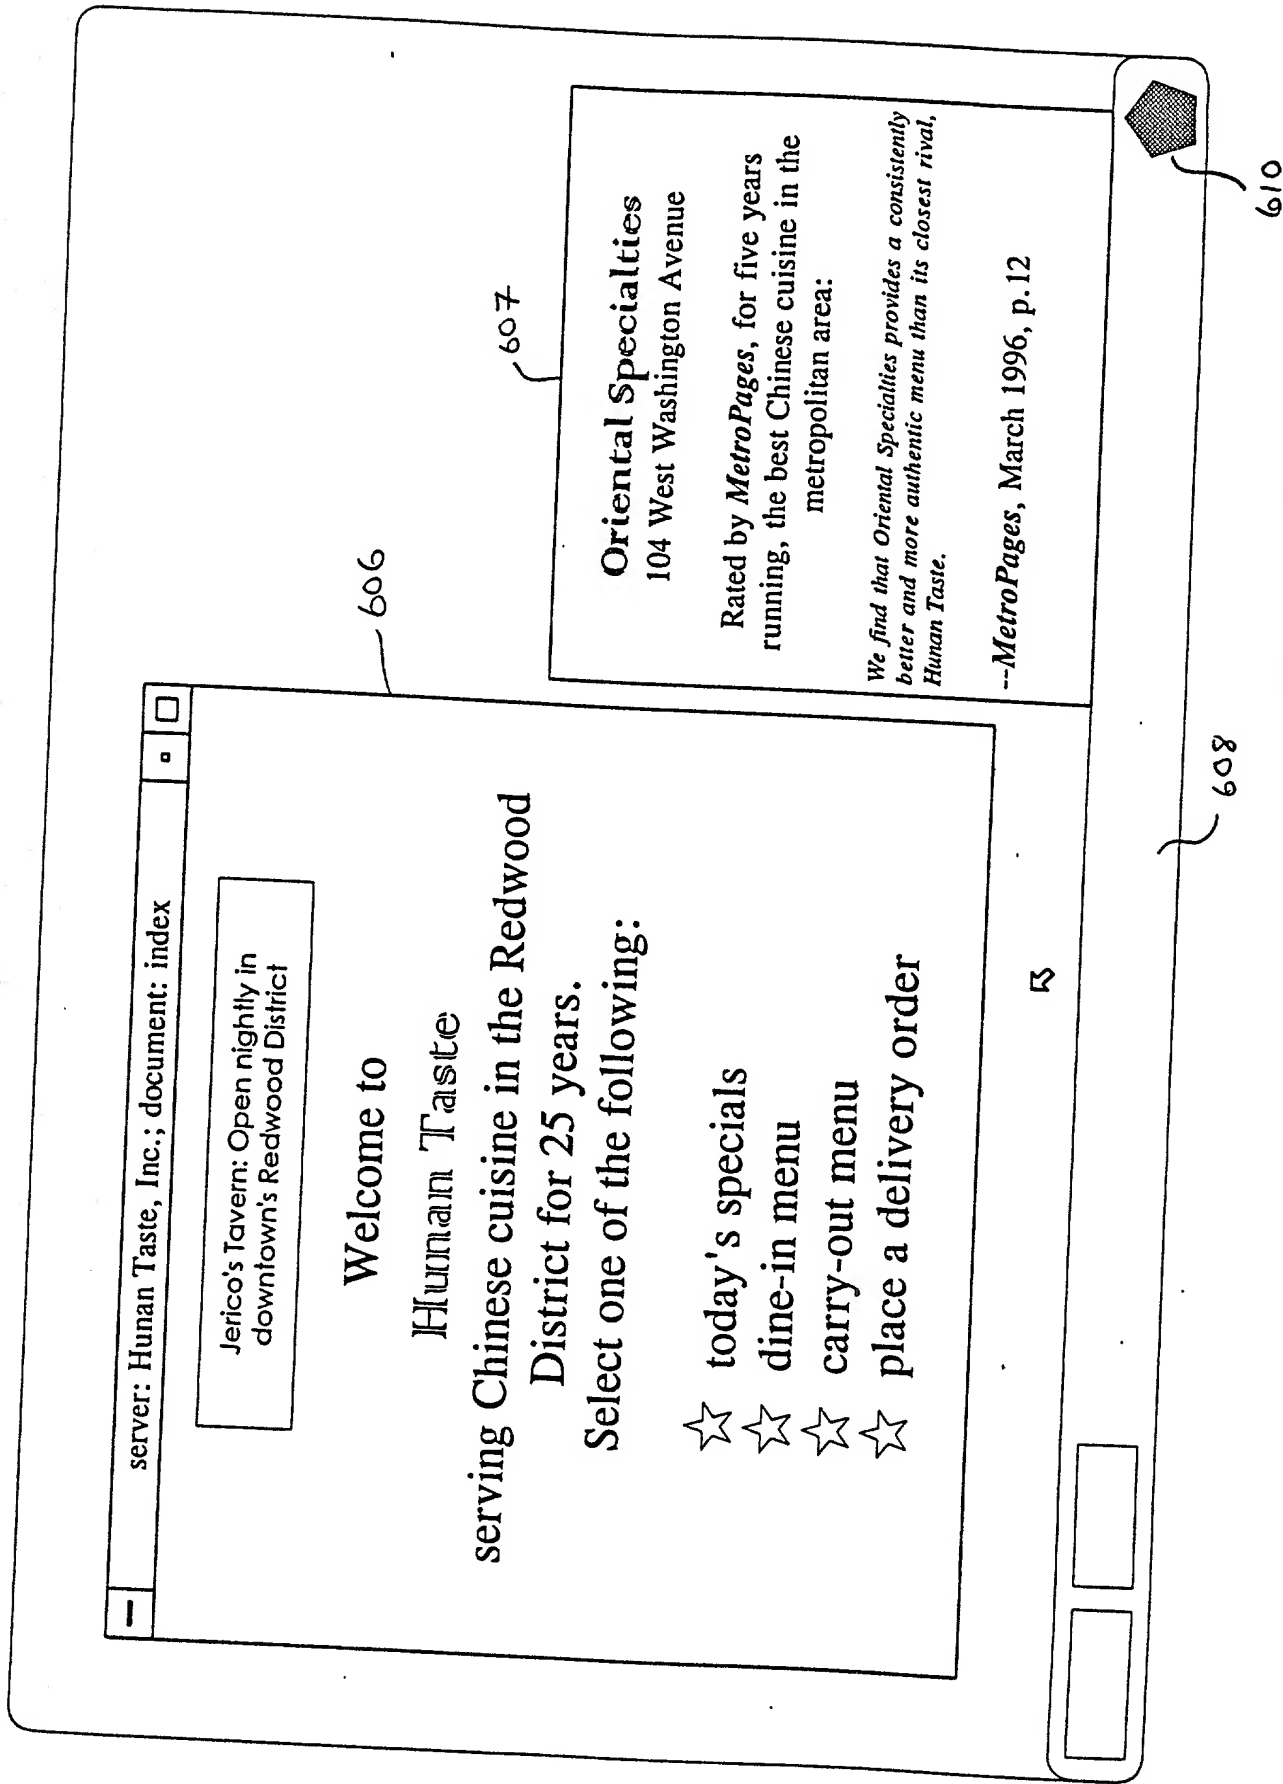 server: Hunan Taste, Inc.; document: index
Jerico's Tavern: Open nightly in
downtown's Redwood District
Welcome to
Hunan Taste
serving Chinese cuisine in the Redwood
District for 25 years.
Select one of the following:
today's specials
dine-in menu
carry-out menu
place a delivery order
606
607
Oriental Specialties
104 West Washington Avenue
Rated by MetroPages, for five years
running, the best Chinese cuisine in the
metropolitan area:
We find that Oriental Specialties provides a consistently
better and more authentic menu than its closest rival,
Hunan Taste.
---MetroPages, March 1996, p.12
608
610